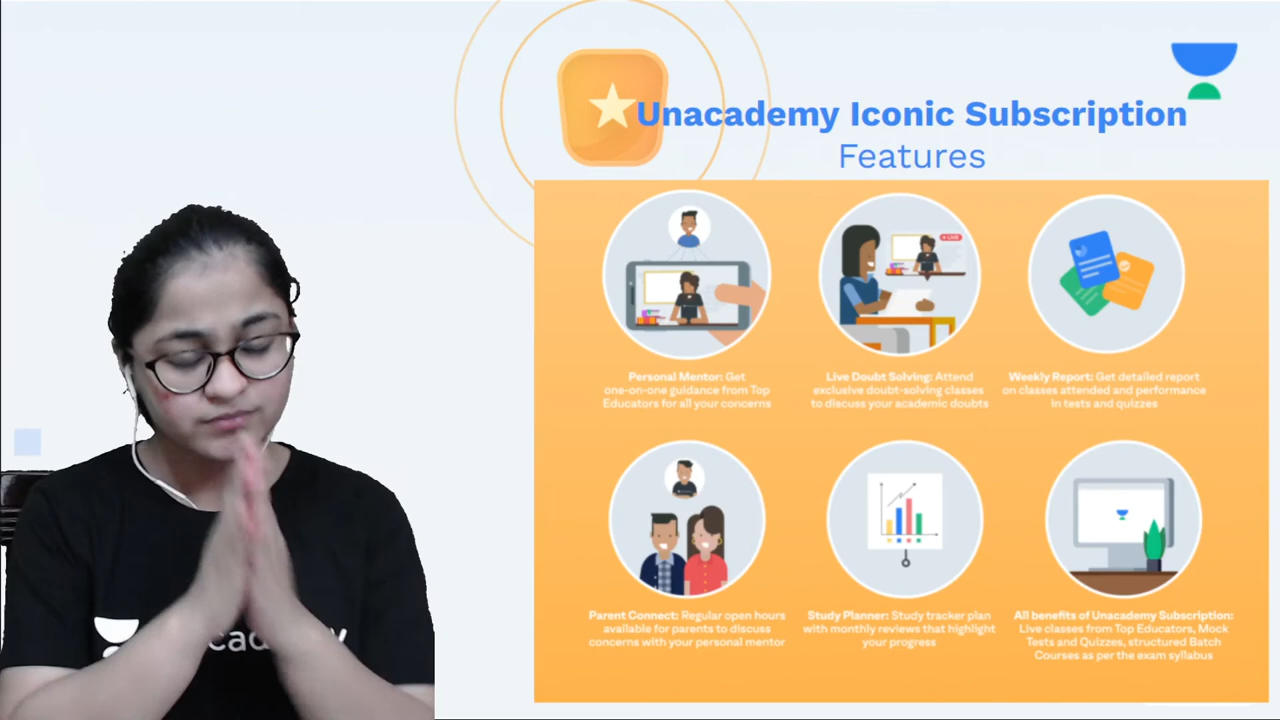 Unacademy Iconic Subscription
Features
LIVE
Personal Mentor: Get
one-on-one guidance from Top
Educators for all your concerns
Live Doubt Solving: Attend
exclusive doubt-solving classes
to discuss your academic doubts
Weekly Report: Get detailed report
on classes attended and performance
in tests and quizzes
Parent Connect: Regular open hours
available for parents to discuss
concerns with your personal mentor
Study Planner: Study tracker plan
with monthly reviews that highlight
your progress
All benefits of Unacademy Subscription:
Live classes from Top Educators, Mock
Tests and Quizzes, structured Batch
Courses as per the exam syllabus